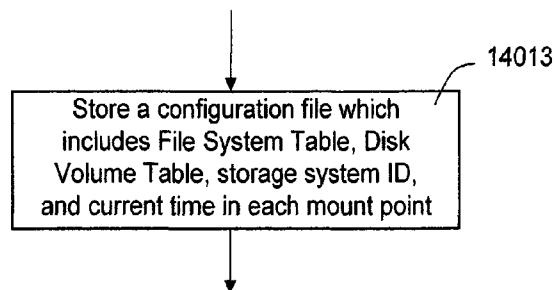 14013
Store a configuration file which
includes File System Table, Disk
Volume Table, storage system ID,
and current time in each mount point